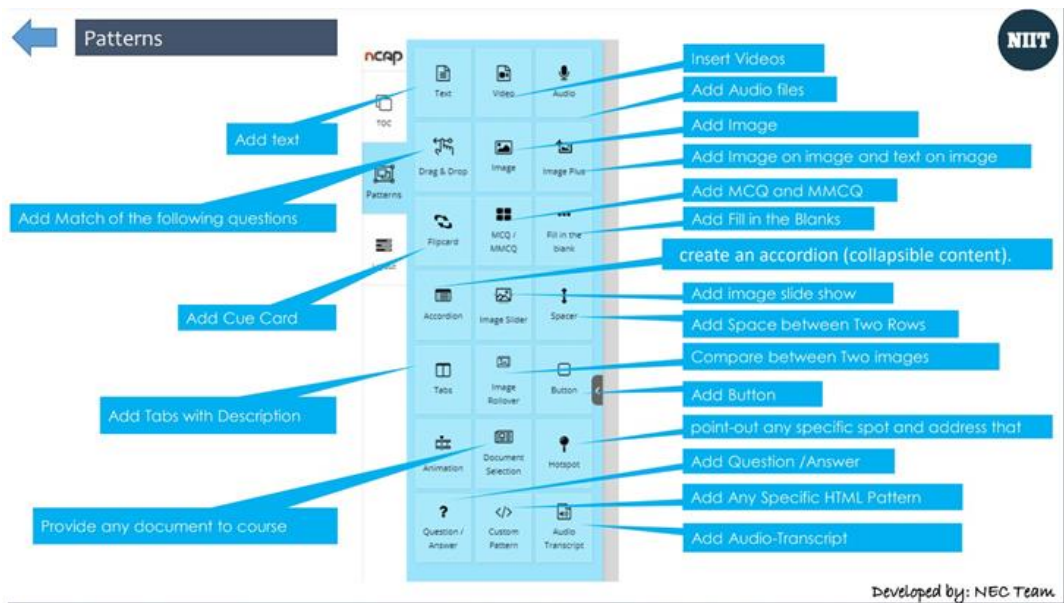 Patterns
NIIT
ncap
TOC
Patterns
Text
Video
Audio
Drag & Drop
Image
Image Plus
Flipcard
MCQ /
MMCQ
Fill in the
blank
Accordion
Image Slider
Spacer
Tabs
Image
Rollover
Button
Animation
Document
Selection
Hotspot
Question /
Answer
Custom
Pattern
Audio
Transcript
Add text
Add Match of the following questions
Add Cue Card
Add Tabs with Description
Provide any document to course
Insert Videos
Add Audio files
Add Image
Add Image on image and text on image
Add MCQ and MMCQ
Add Fill in the Blanks
create an accordion (collapsible content).
Add image slide show
Add Space between Two Rows
Compare between Two images
Add Button
point-out any specific spot and address that
Add Question /Answer
Add Any Specific HTML Pattern
Add Audio-Transcript
Developed by: NEC Team